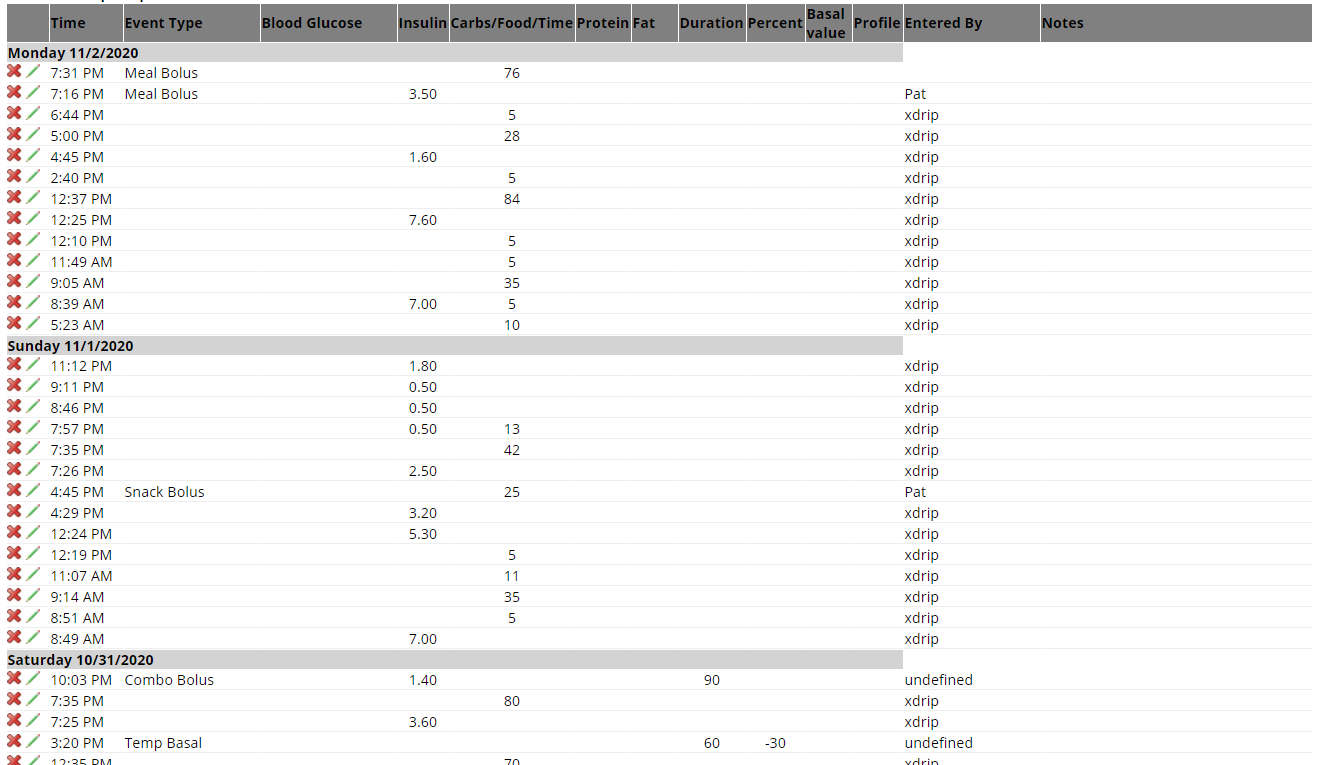 Time Event Type Blood Glucose Insulin Carbs/Food/Time Protein Fat Duration Percent Basal value Profile Entered By Notes
Monday 11/2/2020
7:31 PM Meal Bolus 76
7:16 PM Meal Bolus 3.50 Pat
6:44 PM 5 xdrip
5:00 PM 28 xdrip
4:45 PM 1.60 xdrip
2:40 PM 5 xdrip
12:37 PM 84 xdrip
12:25 PM 7.60 xdrip
12:10 PM 5 xdrip
11:49 AM 5 xdrip
9:05 AM 35 xdrip
8:39 AM 7.00 5 xdrip
5:23 AM 10 xdrip
Sunday 11/1/2020
11:12 PM 1.80 xdrip
9:11 PM 0.50 xdrip
8:46 PM 0.50 xdrip
7:57 PM 0.50 13 xdrip
7:35 PM 42 xdrip
7:26 PM 2.50 xdrip
4:45 PM Snack Bolus 25 Pat
4:29 PM 3.20 xdrip
12:24 PM 5.30 xdrip
12:19 PM 5 xdrip
11:07 AM 11 xdrip
9:14 AM 35 xdrip
8:51 AM 5 xdrip
8:49 AM 7.00 xdrip
Saturday 10/31/2020
10:03 PM Combo Bolus 1.40 90 undefined
7:35 PM 80 xdrip
7:25 PM 3.60 xdrip
3:20 PM Temp Basal 60 -30 undefined
12:35 PM 70 xdrip